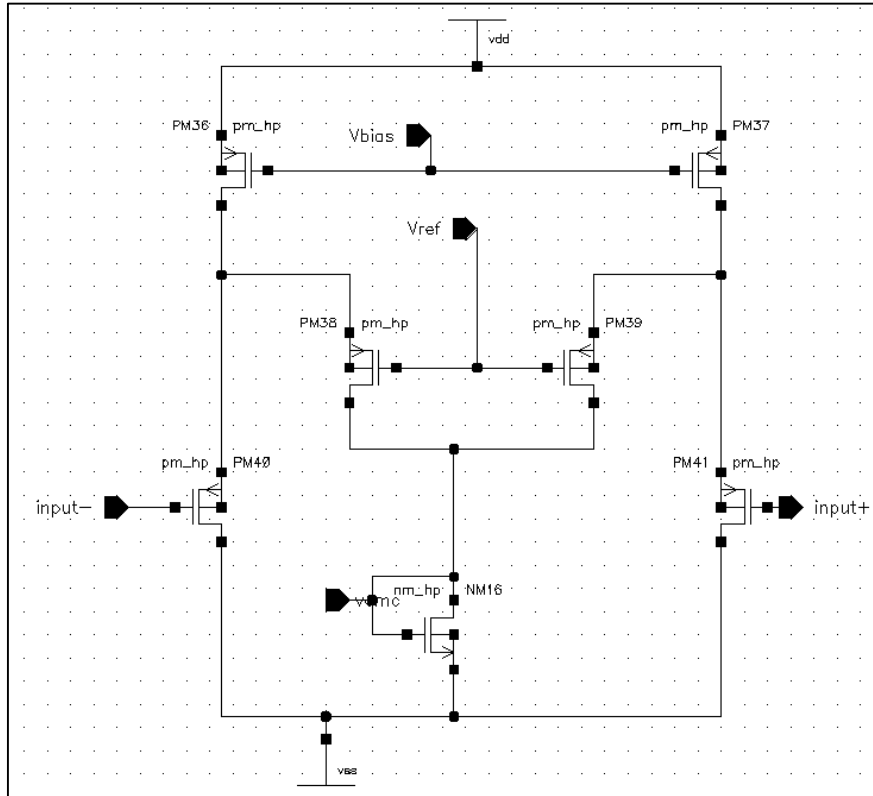 vdd
PM36 pm_hp
Vbias
pm_hp PM37
Vref
PM38 pm_hp
pm_hp PM39
pm_hp PM40
PM41 pm_hp
input-
input+
nm_hp NM16
vcmc
vss